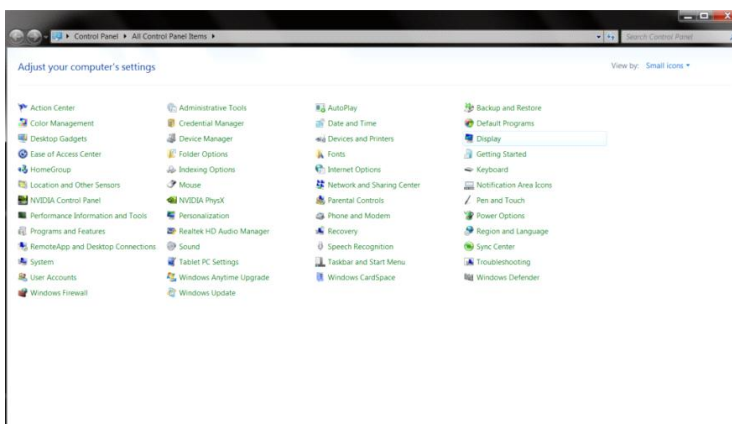 Control Panel All Control Panel Items Search Control Panel
Adjust your computer's settings View by: Small icons
Action Center Administrative Tools AutoPlay Backup and Restore
Color Management Credential Manager Date and Time Default Programs
Desktop Gadgets Device Manager Devices and Printers Display
Ease of Access Center Folder Options Fonts Getting Started
HomeGroup Indexing Options Internet Options Keyboard
Location and Other Sensors Mouse Network and Sharing Center Notification Area Icons
NVIDIA Control Panel NVIDIA PhysX Parental Controls Pen and Touch
Performance Information and Tools Personalization Phone and Modem Power Options
Programs and Features Realtek HD Audio Manager Recovery Region and Language
RemoteApp and Desktop Connections Sound Speech Recognition Sync Center
System Tablet PC Settings Taskbar and Start Menu Troubleshooting
User Accounts Windows Anytime Upgrade Windows CardSpace Windows Defender
Windows Firewall Windows Update